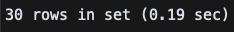 30 rows in set (0.19 sec)